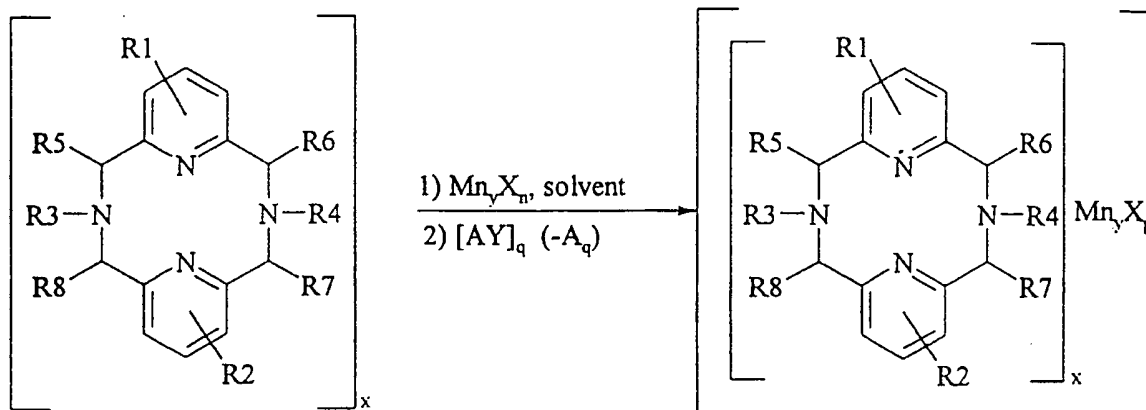 R1
R5 R6
N
R3 N N R4
N
R8 R7
R2
x
1) MnyXn, solvent
2) [AY]q (-Aq)
R1
R5 R6
N
R3 N N R4 MnyX
N
R8 R7
R2
x